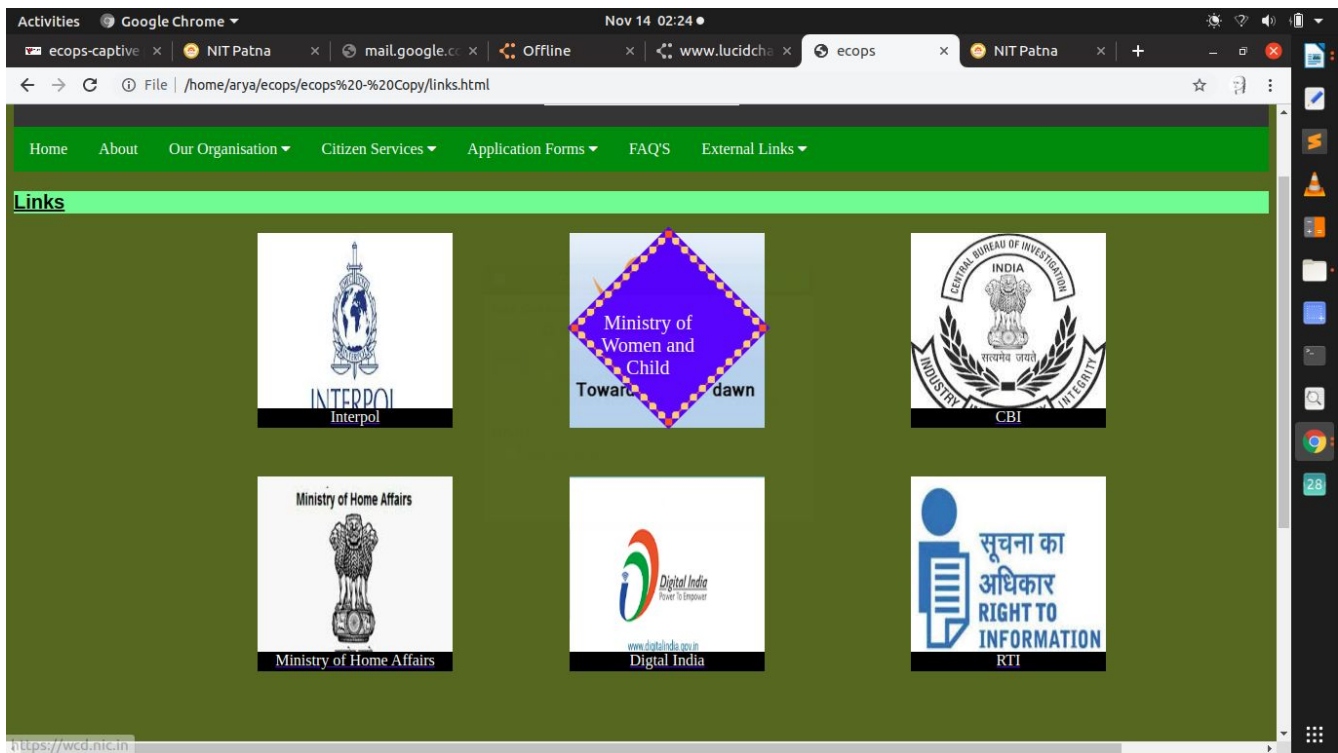 Activities Google Chrome Nov 14 02:24
ecops-captive NIT Patna mail.google.cc Offline www.lucidcha ecops NIT Patna
File /home/arya/ecops/ecops%20-%20Copy/links.html
Home About Our Organisation Citizen Services Application Forms FAQ'S External Links
Links
INTERPOL
Interpol
Ministry of
Women and
Child
Toward dawn
CENTRAL BUREAU OF INVESTIGATION
INDIA
सत्यमेव जयते
INDUSTRY INTEGRITY
CBI
Ministry of Home Affairs
Ministry of Home Affairs
Digital India
Power To Empower
www.digitalindia.gov.in
Digtal India
सूचना का
अधिकार
RIGHT TO
INFORMATION
RTI
28
https://wcd.nic.in